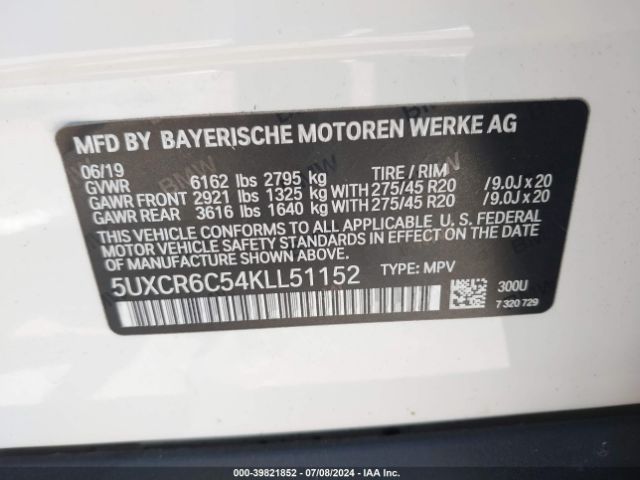 MFD BY BAYERISCHE MOTOREN WERKE AG
06/19 TIRE / RIM
GVWR 6162 lbs 2795 kg
GAWR FRONT 2921 lbs 1325 kg WITH 275/45 R20 /9.0J x 20
GAWR REAR 3616 lbs 1640 kg WITH 275/45 R20 /9.0J x 20
THIS VEHICLE CONFORMS TO ALL APPLICABLE U. S. FEDERAL
MOTOR VEHICLE SAFETY STANDARDS IN EFFECT ON THE DATE
OF MANUFACTURE SHOWN ABOVE.
5UXCR6C54KLL51152 TYPE: MPV
300U
7 320 729
000-39821852 | 07/08/2024 | IAA Inc.